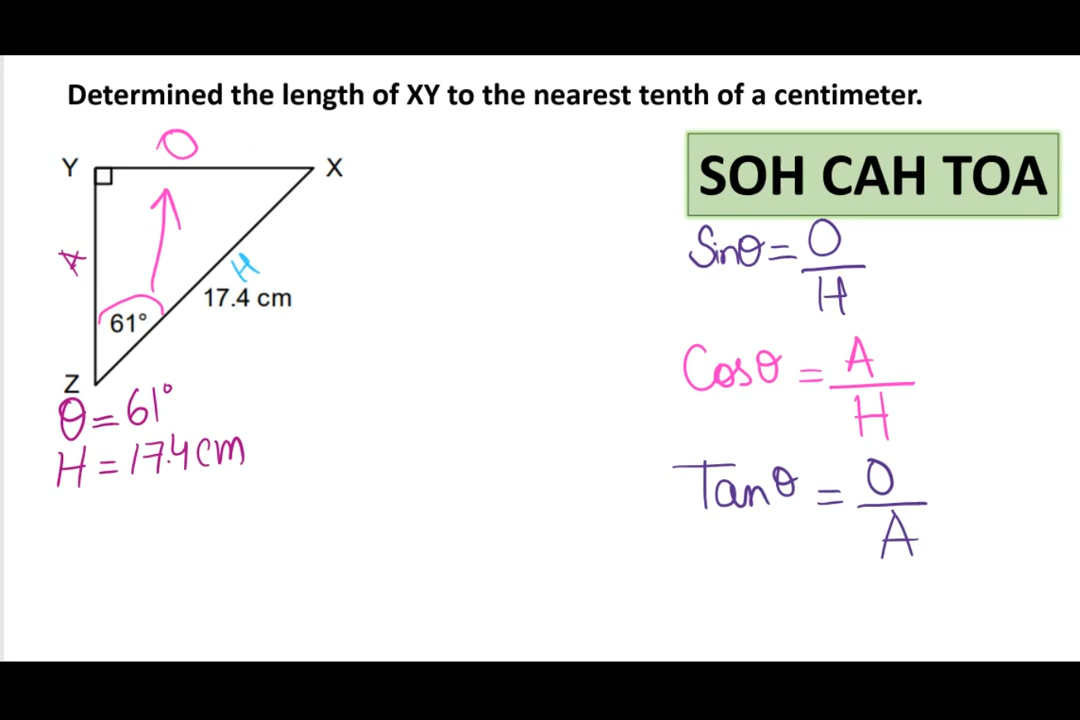 Determined the length of XY to the nearest tenth of a centimeter.
O
Y
X
SOH CAH TOA
A
H
17.4 cm
61°
Z
θ = 61°
H = 17.4 cm
Sinθ = O/H
Cosθ = A/H
Tanθ = O/A